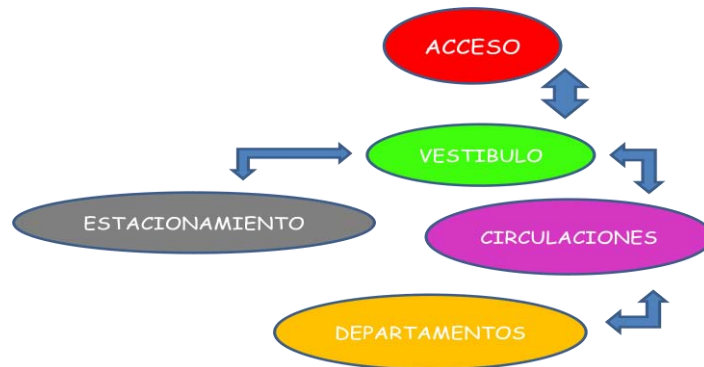 ACCESO
VESTIBULO
ESTACIONAMIENTO
CIRCULACIONES
DEPARTAMENTOS